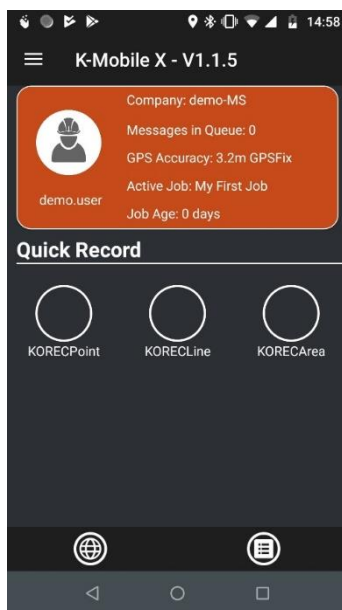 14:58
K-Mobile X - V1.1.5
Company: demo-MS
Messages in Queue: 0
GPS Accuracy: 3.2m GPSFix
Active Job: My First Job
demo.user
Job Age: 0 days
Quick Record
KORECPoint KORECLine KORECArea